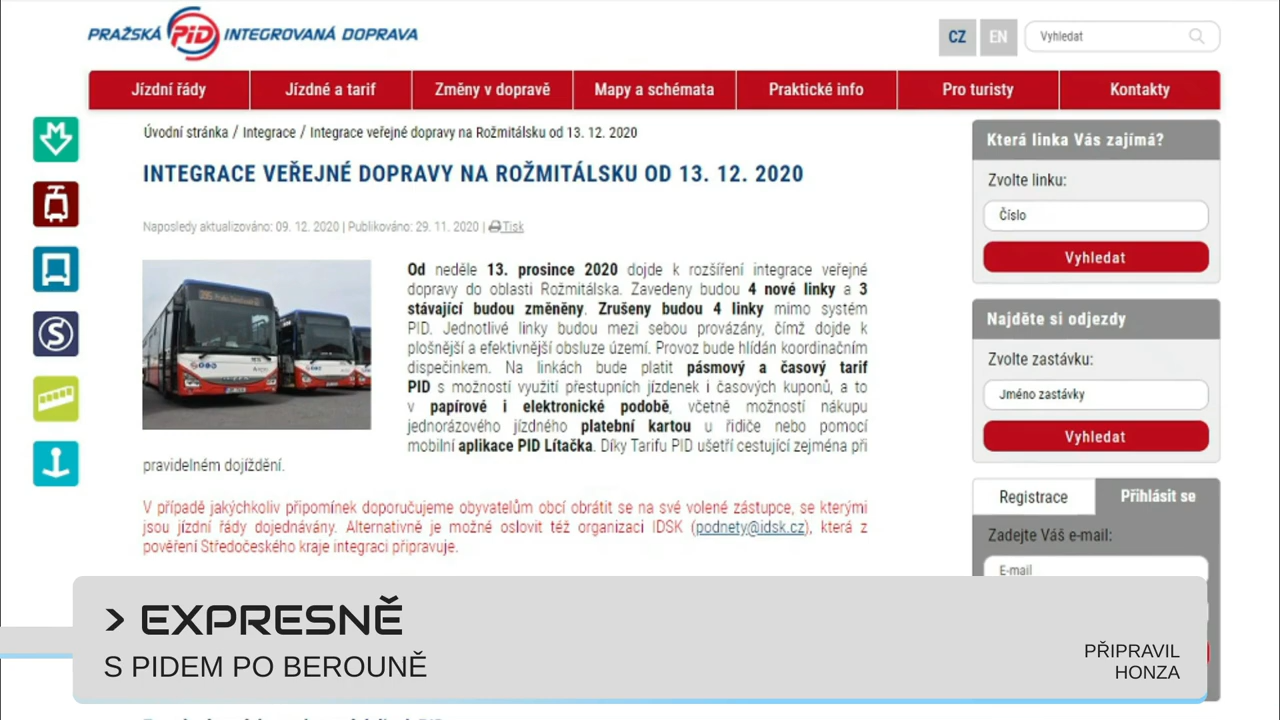 PRAŽSKÁ PID INTEGROVANÁ DOPRAVA
CZ EN Vyhledat
Jízdní řády Jízdné a tarif Změny v dopravě Mapy a schémata Praktické info Pro turisty Kontakty
Úvodní stránka / Integrace / Integrace veřejné dopravy na Rožmitálsku od 13. 12. 2020
INTEGRACE VEŘEJNÉ DOPRAVY NA ROŽMITÁLSKU OD 13. 12. 2020
Naposledy aktualizováno: 09. 12. 2020 | Publikováno: 29. 11. 2020 | Tisk
Od neděle 13. prosince 2020 dojde k rozšíření integrace veřejné
dopravy do oblasti Rožmitálska. Zavedeny budou 4 nové linky a 3
stávající budou změněny. Zrušeny budou 4 linky mimo systém
PID. Jednotlivé linky budou mezi sebou provázány, čímž dojde k
plošnější a efektivnější obsluze území. Provoz bude hlídán koordinačním
dispečinkem. Na linkách bude platit pásmový a časový tarif
PID s možností využití přestupních jízdenek i časových kuponů, a to
v papírové i elektronické podobě, včetně možností nákupu
jednorázového jízdného platební kartou u řidiče nebo pomocí
mobilní aplikace PID Lítačka. Díky Tarifu PID ušetří cestující zejména při
pravidelném dojíždění.
V případě jakýchkoliv připomínek doporučujeme obyvatelům obcí obrátit se na své volené zástupce, se kterými
jsou jízdní řády dojednávány. Alternativně je možné oslovit též organizaci IDSK (podnety@idsk.cz), která z
pověření Středočeského kraje integraci připravuje.
Která linka Vás zajímá?
Zvolte linku:
Číslo
Vyhledat
Najděte si odjezdy
Zvolte zastávku:
Jméno zastávky
Vyhledat
Registrace Přihlásit se
Zadejte Váš e-mail:
E-mail
> EXPRESNĚ
S PIDEM PO BEROUNĚ
PŘIPRAVIL
HONZA